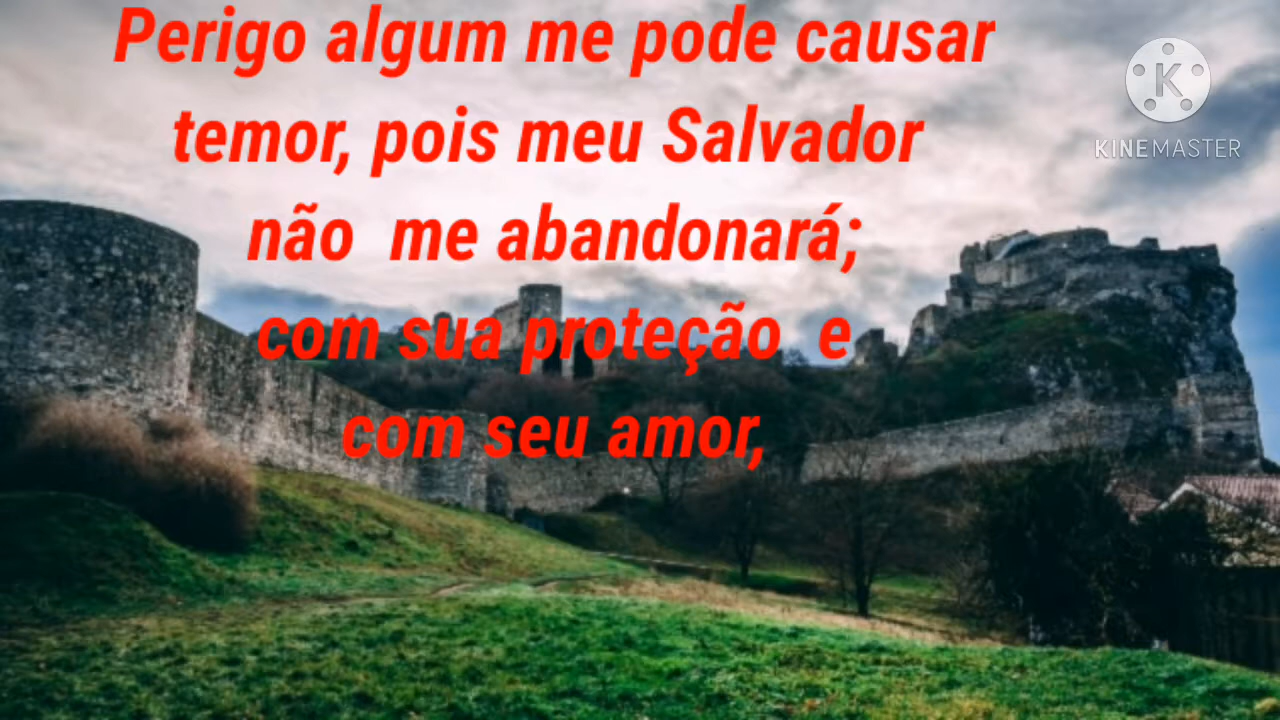 Perigo algum me pode causar
temor, pois meu Salvador
não  me abandonará;
com sua proteção  e
com seu amor,
K
KINEMASTER